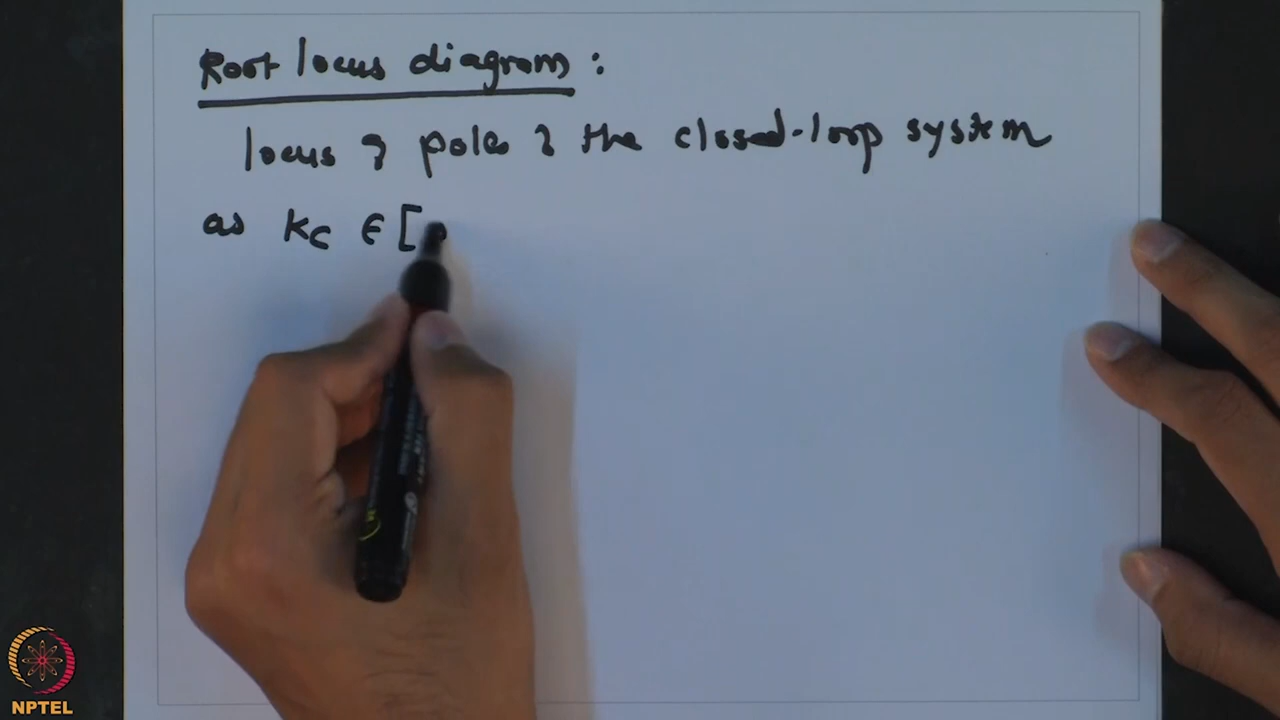 Root locus diagram :
locus of poles of the closed-loop system
as Kc ∈ [
NPTEL